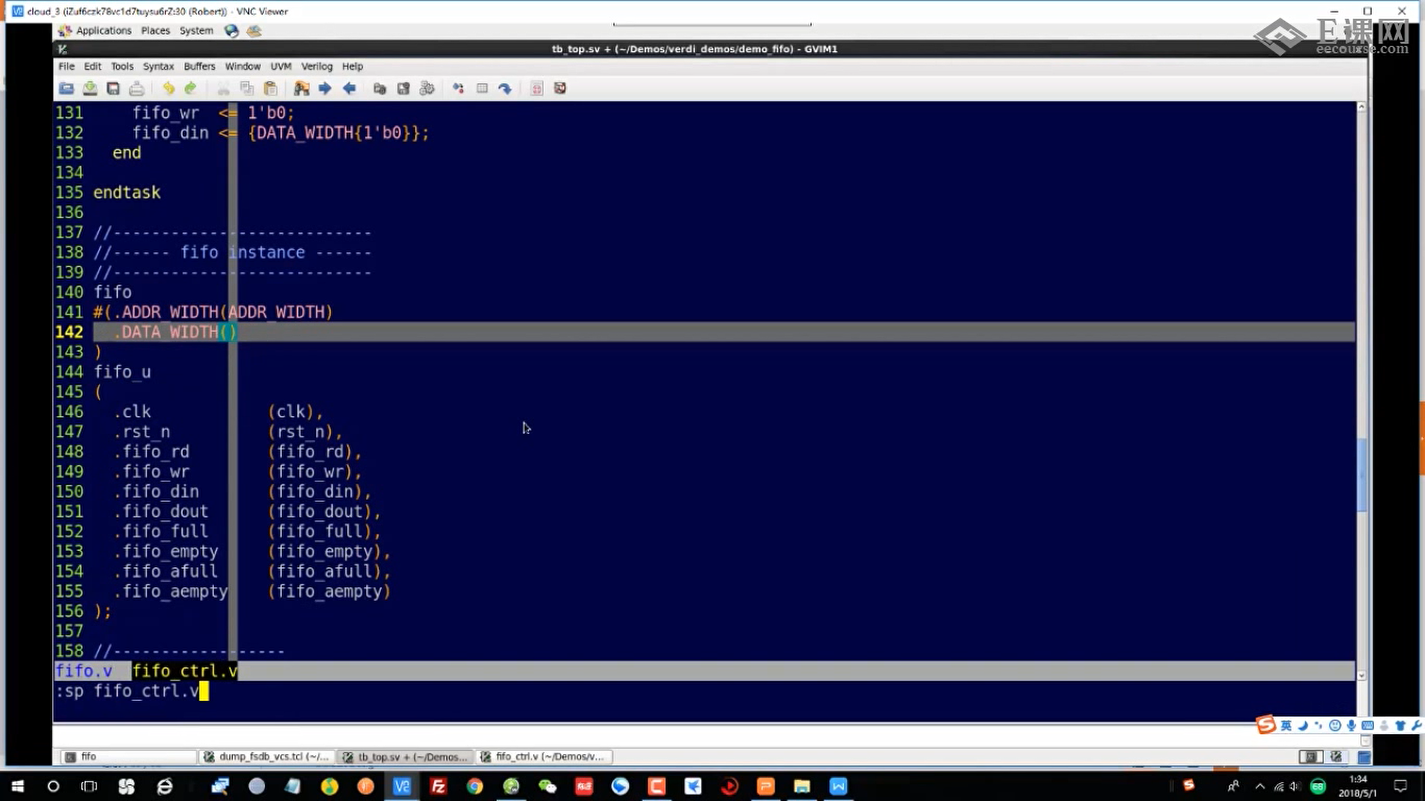 cloud_3 (iZuf6czk78vc1d7tuysu6rZ:30 (Robert)) - VNC Viewer
E课网
eecourse.com
Applications Places System
tb_top.sv + (~/Demos/verdi_demos/demo_fifo) - GVIM1
File Edit Tools Syntax Buffers Window UVM Verilog Help
131 fifo_wr <= 1'b0;
132 fifo_din <= {DATA_WIDTH{1'b0}};
133 end
134
135 endtask
136
137 //---------------------------
138 //------ fifo instance ------
139 //---------------------------
140 fifo
141 #(.ADDR_WIDTH(ADDR_WIDTH)
142 .DATA_WIDTH()
143 )
144 fifo_u
145 (
146 .clk (clk),
147 .rst_n (rst_n),
148 .fifo_rd (fifo_rd),
149 .fifo_wr (fifo_wr),
150 .fifo_din (fifo_din),
151 .fifo_dout (fifo_dout),
152 .fifo_full (fifo_full),
153 .fifo_empty (fifo_empty),
154 .fifo_afull (fifo_afull),
155 .fifo_aempty (fifo_aempty)
156 );
157
158 //------------------
fifo.v fifo_ctrl.v
:sp fifo_ctrl.v
英
fifo dump_fsdb_vcs.tcl (~/... tb_top.sv + (~/Demos... fifo_ctrl.v (~/Demos/v...
1:34
2018/5/1